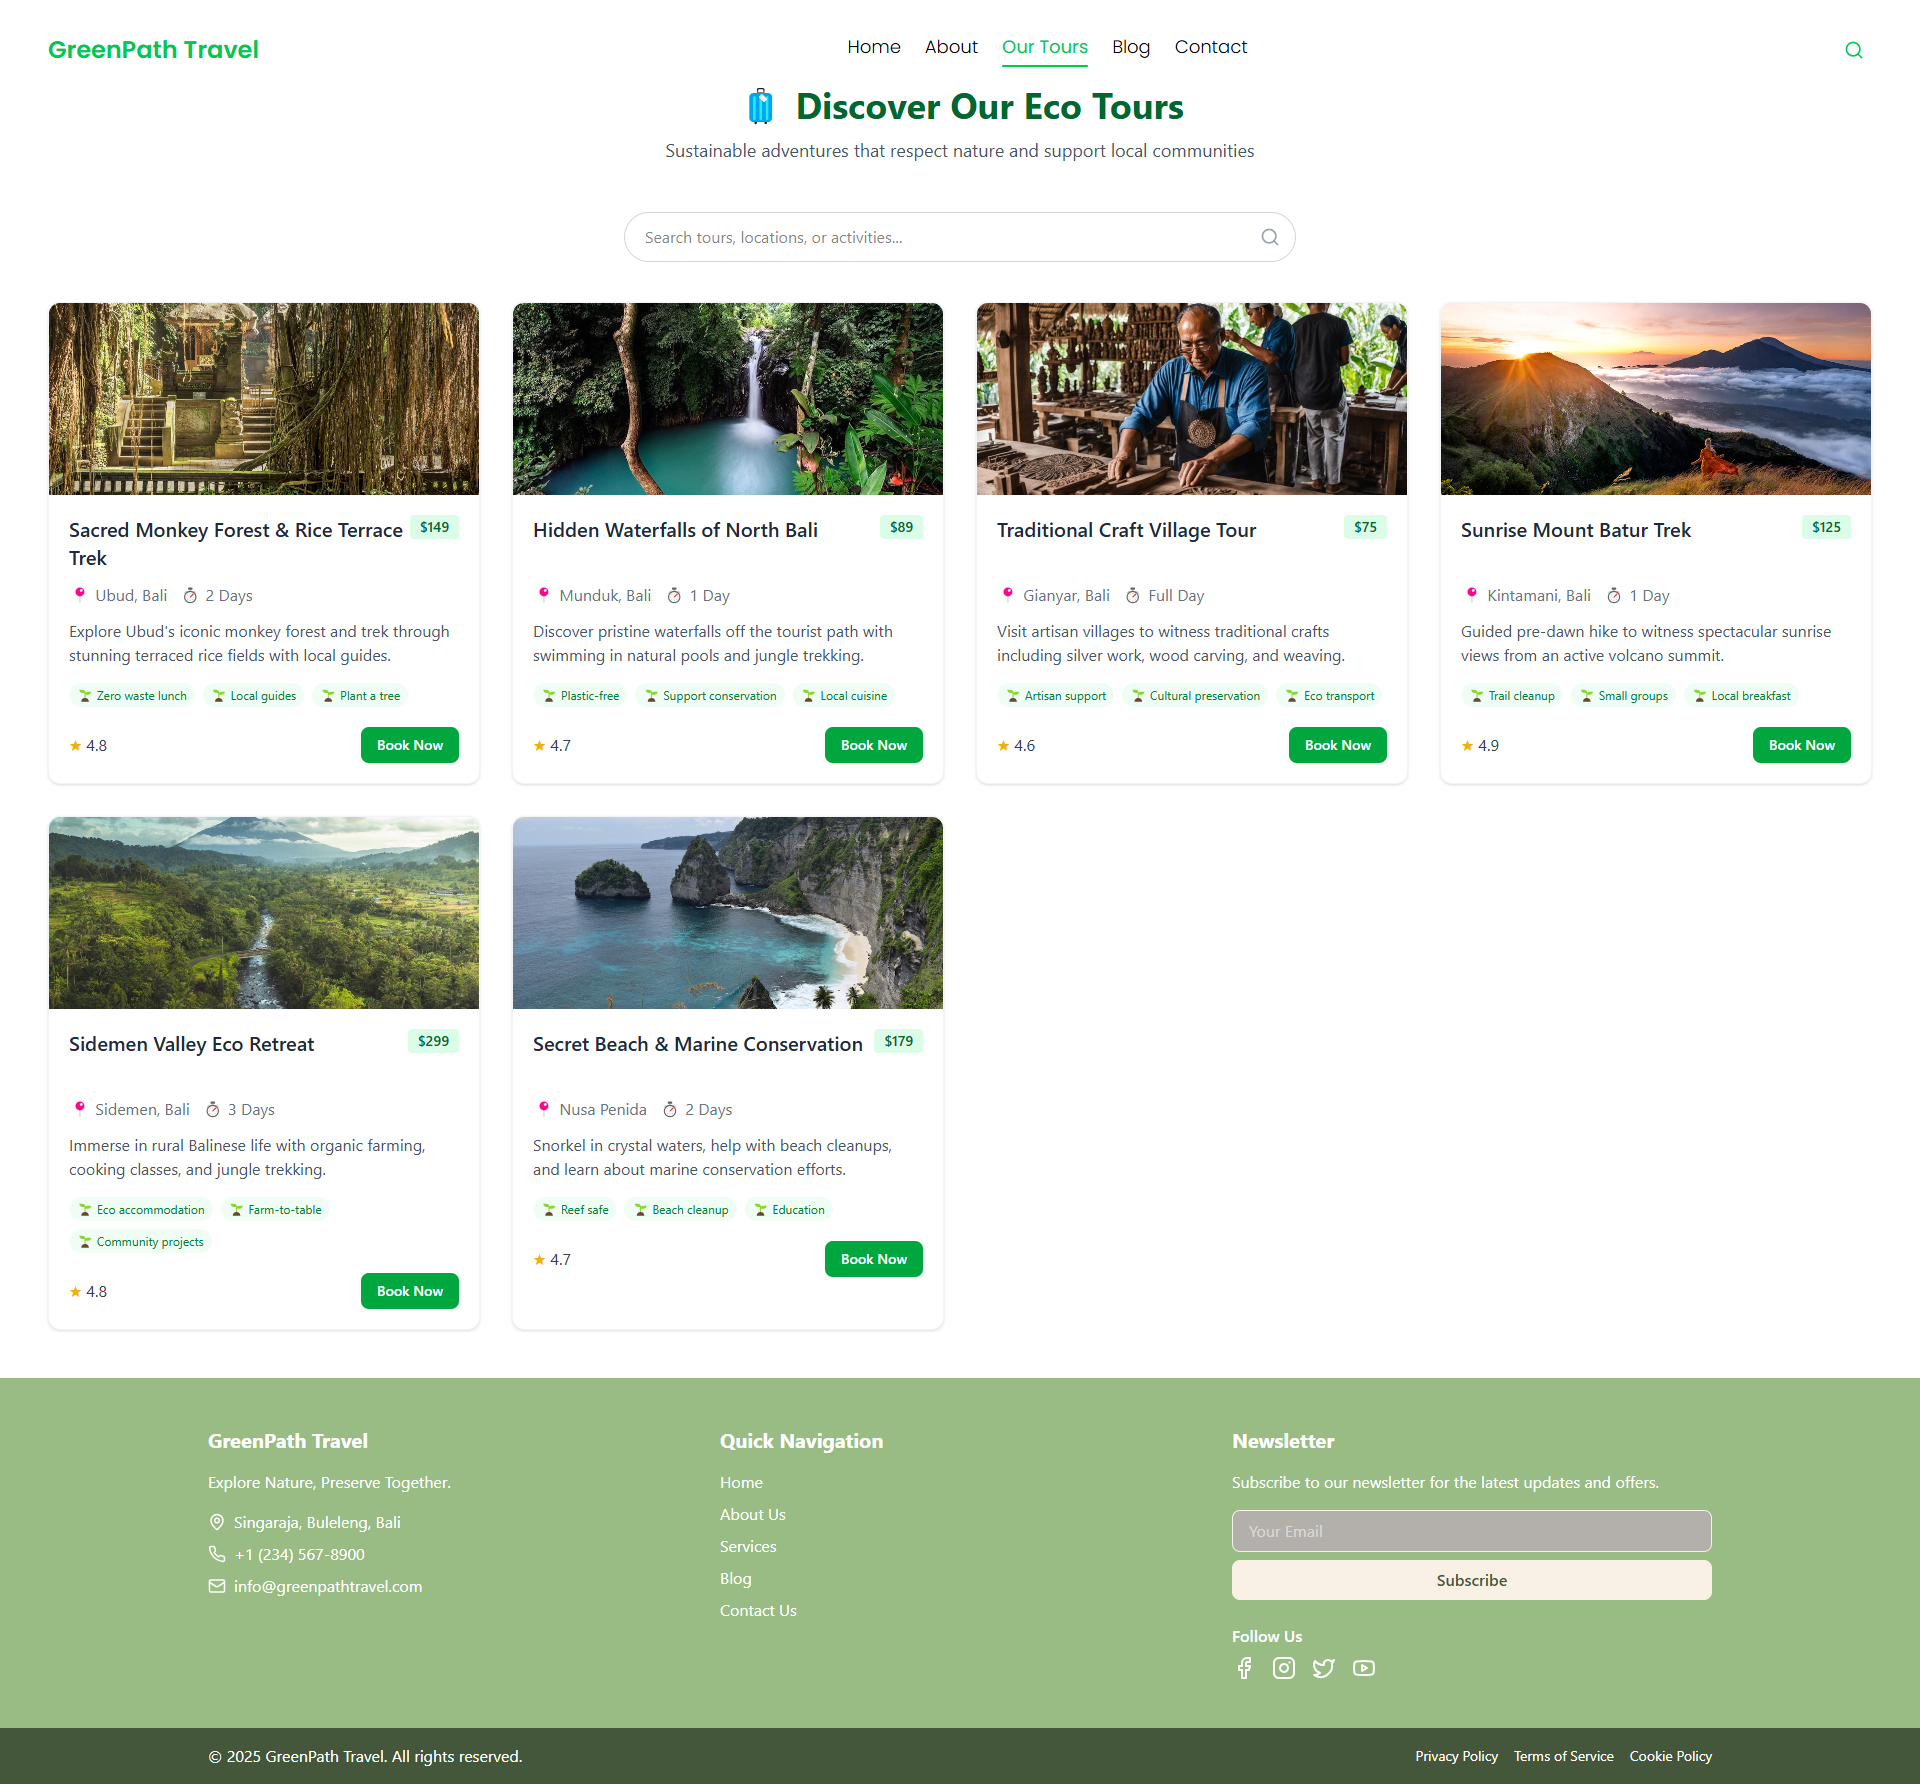 GreenPath Travel
Home About Our Tours Blog Contact
Discover Our Eco Tours
Sustainable adventures that respect nature and support local communities
Search tours, locations, or activities...
Sacred Monkey Forest & Rice Terrace Trek
$149
Ubud, Bali 2 Days
Explore Ubud's iconic monkey forest and trek through
stunning terraced rice fields with local guides.
Zero waste lunch Local guides Plant a tree
★ 4.8 Book Now
Hidden Waterfalls of North Bali
$89
Munduk, Bali 1 Day
Discover pristine waterfalls off the tourist path with
swimming in natural pools and jungle trekking.
Plastic-free Support conservation Local cuisine
★ 4.7 Book Now
Traditional Craft Village Tour
$75
Gianyar, Bali Full Day
Visit artisan villages to witness traditional crafts
including silver work, wood carving, and weaving.
Artisan support Cultural preservation Eco transport
★ 4.6 Book Now
Sunrise Mount Batur Trek
$125
Kintamani, Bali 1 Day
Guided pre-dawn hike to witness spectacular sunrise
views from an active volcano summit.
Trail cleanup Small groups Local breakfast
★ 4.9 Book Now
Sidemen Valley Eco Retreat
$299
Sidemen, Bali 3 Days
Immerse in rural Balinese life with organic farming,
cooking classes, and jungle trekking.
Eco accommodation Farm-to-table
Community projects
★ 4.8 Book Now
Secret Beach & Marine Conservation
$179
Nusa Penida 2 Days
Snorkel in crystal waters, help with beach cleanups,
and learn about marine conservation efforts.
Reef safe Beach cleanup Education
★ 4.7 Book Now
GreenPath Travel
Explore Nature, Preserve Together.
Singaraja, Buleleng, Bali
+1 (234) 567-8900
info@greenpathtravel.com
Quick Navigation
Home
About Us
Services
Blog
Contact Us
Newsletter
Subscribe to our newsletter for the latest updates and offers.
Your Email
Subscribe
Follow Us
© 2025 GreenPath Travel. All rights reserved.
Privacy Policy Terms of Service Cookie Policy